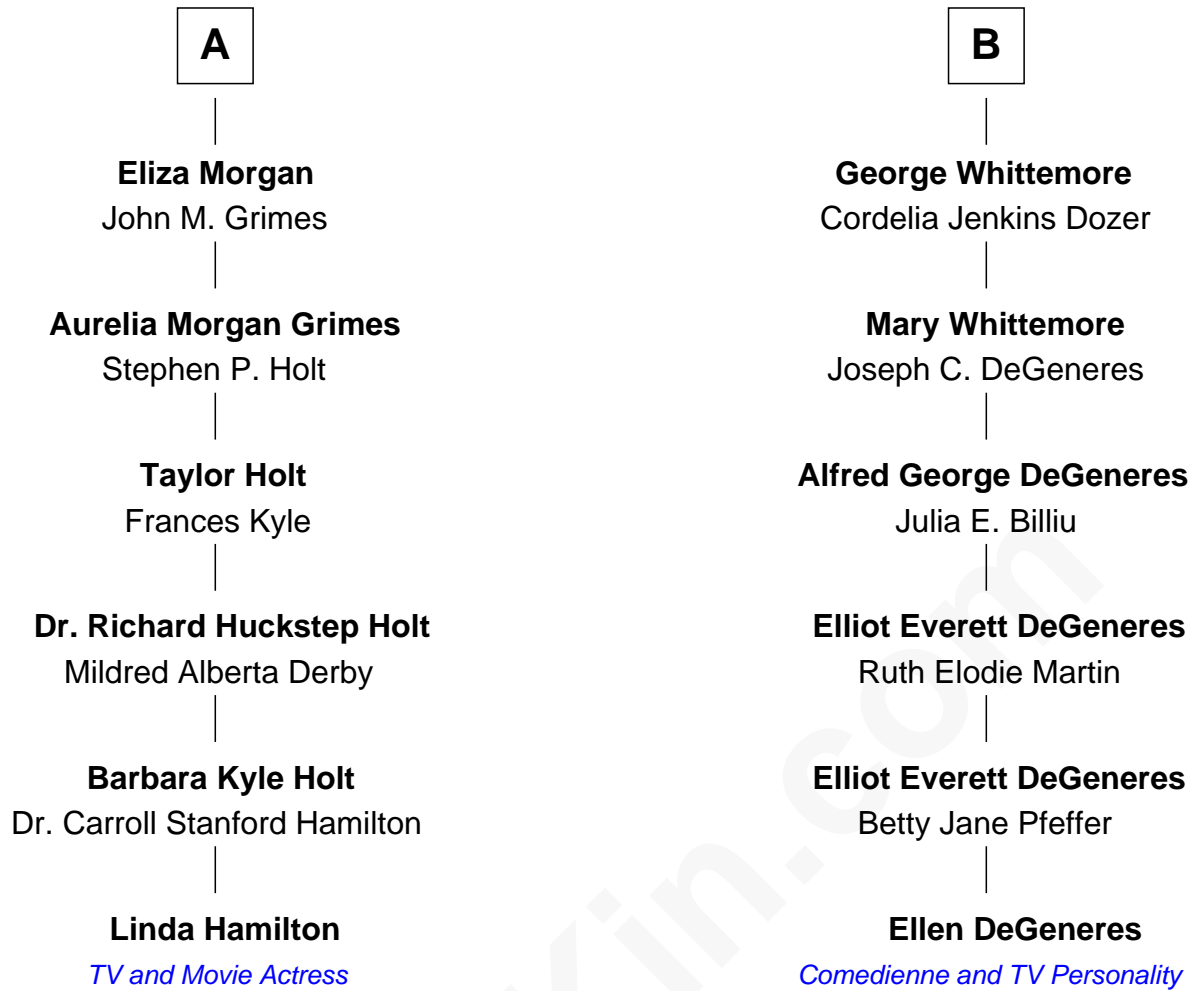 A
Eliza Morgan
John M. Grimes
Aurelia Morgan Grimes
Stephen P. Holt
Taylor Holt
Frances Kyle
Dr. Richard Huckstep Holt
Mildred Alberta Derby
Barbara Kyle Holt
Dr. Carroll Stanford Hamilton
Linda Hamilton
TV and Movie Actress
B
George Whittemore
Cordelia Jenkins Dozer
Mary Whittemore
Joseph C. DeGeneres
Alfred George DeGeneres
Julia E. Billiu
Elliot Everett DeGeneres
Ruth Elodie Martin
Elliot Everett DeGeneres
Betty Jane Pfeffer
Ellen DeGeneres
Comedienne and TV Personality
kin.com